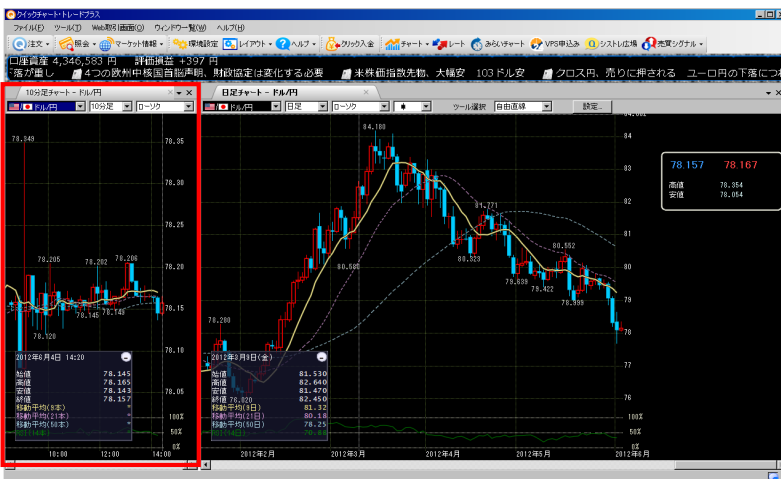 クイックチャート・トレードプラス
ファイル(F) ツール(T) Web取引画面(Q) ウィンドウ一覧(W) ヘルプ(H)
注文 照会 マーケット情報 環境設定 レイアウト ヘルプ クリック入金 チャート レート みらいチャート VPS申込み シストレ広場 売買シグナル
口座資産 4,346,583 円 評価損益 +397 円
落が重し 4つの欧州中核国首脳声明、財政協定は変化する必要 米株価指数先物、大幅安 103ドル安 クロス円、売りに押される ユーロ円の下落につれ
10分足チャート - ドル/円
ドル/円 10分足 ローソク
78.349
78.35
78.30
78.25
78.205 78.202 78.206
78.20
78.15
78.145 78.149
78.120
78.10
78.05
2012年6月4日 14:20
始値 78.145
高値 78.165
安値 78.143
終値 78.157
移動平均(9本) *
移動平均(21本) *
移動平均(50本) *
RCI(14本) *
100%
50%
0%
10:00 12:00 14:00
日足チャート - ドル/円
ドル/円 日足 ローソク ツール選択 自由直線 設定...
84.180
84
83
82
81.771
80.552
80.580
80.323
80
79.839 79.422
78.999
79
78.280
78
77
76.020
76
2012年3月9日(金)
始値 81.530
高値 82.640
安値 81.470
終値 82.450
移動平均(9日) 81.32
移動平均(21日) 80.18
移動平均(50日) 78.25
100%
50%
0%
2012年2月 2012年3月 2012年4月 2012年5月 2012年6月
78.157 78.167
高値 78.354
安値 78.054